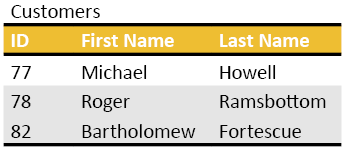 Customers
ID First Name Last Name
77 Michael Howell
78 Roger Ramsbottom
82 Bartholomew Fortescue